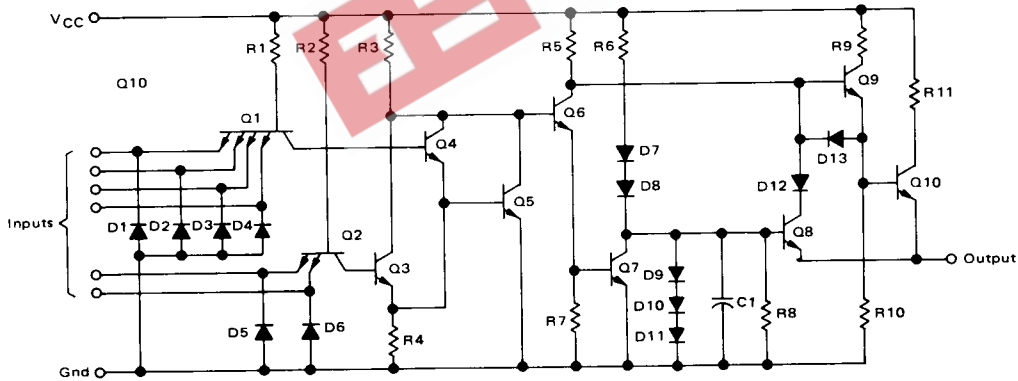 VCC
R1
R2
R3
R5
R6
R9
Q10
Q9
R11
Q1
Q6
Q4
D7
D13
D8
D12
Q10
Q5
Inputs
D1
D2
D3
D4
Q2
Q8
Q3
Q7
D9
Output
D10
C1
R8
D5
D6
R4
R7
D11
R10
Gnd